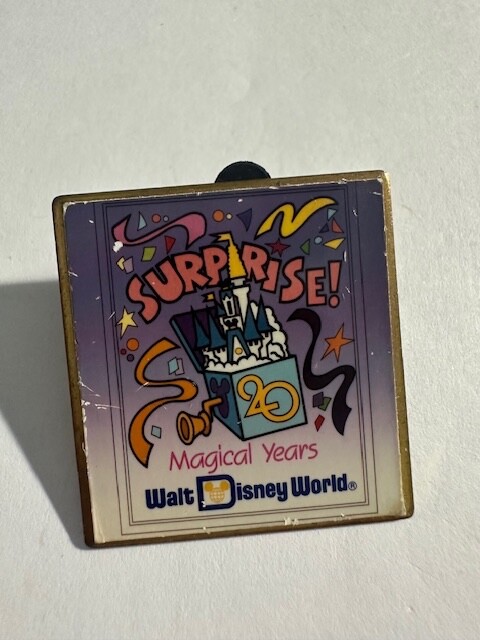 SURPRISE!
20
Magical Years
Walt Disney World®